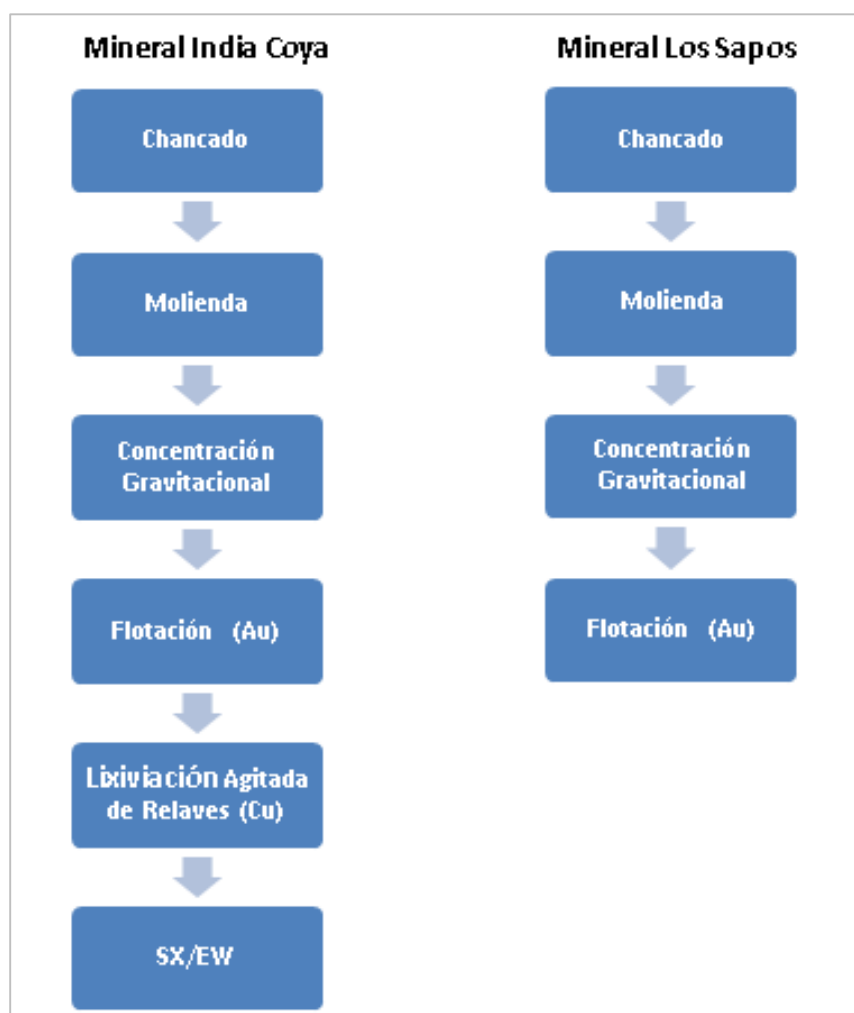 Mineral India Coya
Chancado
Molienda
Concentración
Gravitacional
Flotación (Au)
Lixiviación Agitada
de Relaves (Cu)
SX/EW
Mineral Los Sapos
Chancado
Molienda
Concentración
Gravitacional
Flotación (Au)